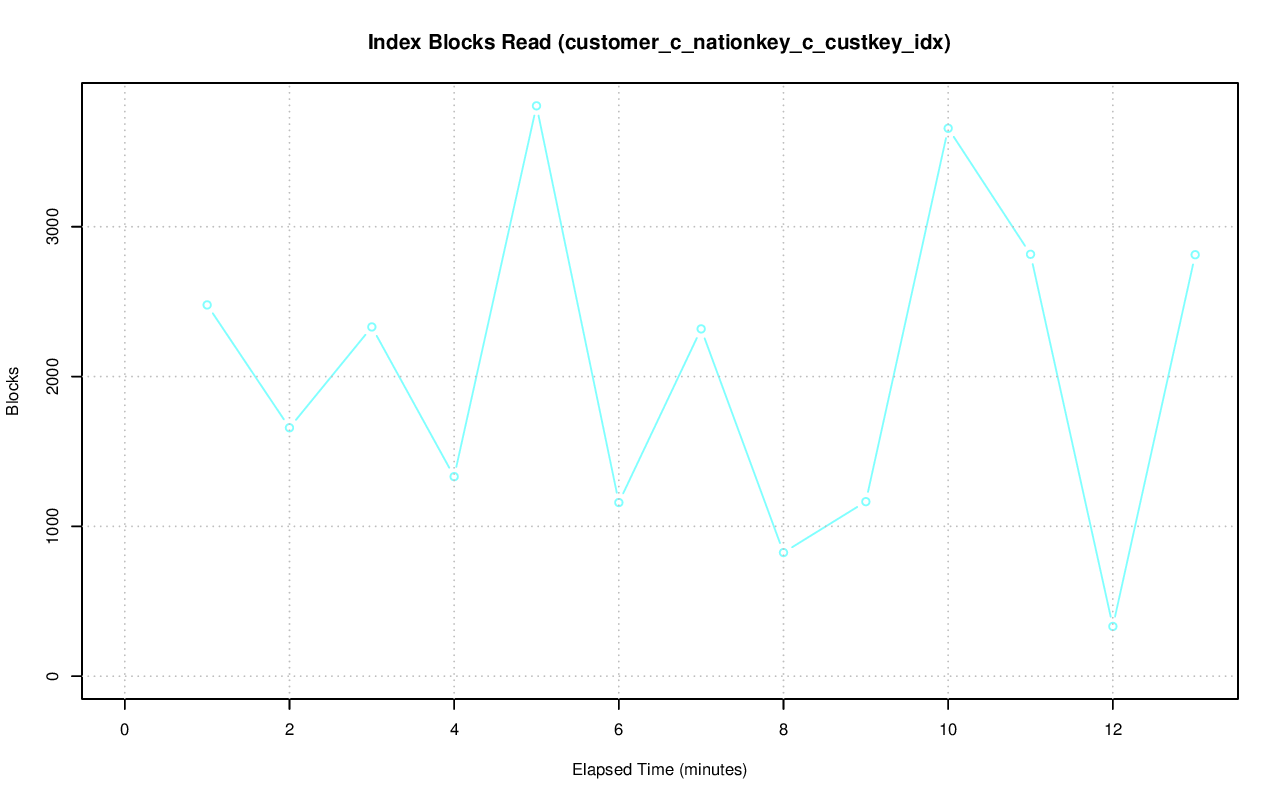 Index Blocks Read (customer_c_nationkey_c_custkey_idx)
Blocks
3000
2000
1000
0
0 2 4 6 8 10 12
Elapsed Time (minutes)